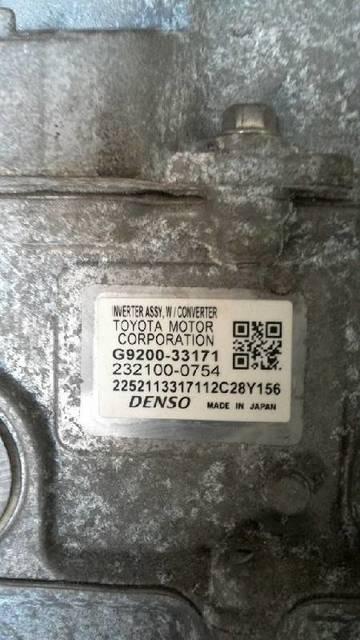 INVERTER ASSY, W / CONVERTER
TOYOTA MOTOR
CORPORATION
G9200-33171
232100-0754
2252113317112C28Y156
DENSO MADE IN JAPAN